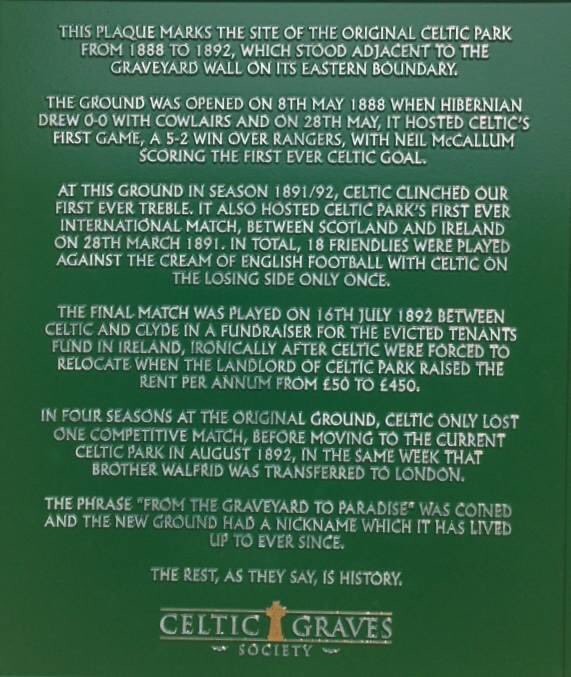 THIS PLAQUE MARKS THE SITE OF THE ORIGINAL CELTIC PARK
FROM 1888 TO 1892, WHICH STOOD ADJACENT TO THE
GRAVEYARD WALL ON ITS EASTERN BOUNDARY.
THE GROUND WAS OPENED ON 8TH MAY 1888 WHEN HIBERNIAN
DREW 0-0 WITH COWLAIRS AND ON 28TH MAY, IT HOSTED CELTIC'S
FIRST GAME, A 5-2 WIN OVER RANGERS, WITH NEIL McCALLUM
SCORING THE FIRST EVER CELTIC GOAL.
AT THIS GROUND IN SEASON 1891/92, CELTIC CLINCHED OUR
FIRST EVER TREBLE. IT ALSO HOSTED CELTIC PARK'S FIRST EVER
INTERNATIONAL MATCH, BETWEEN SCOTLAND AND IRELAND
ON 28TH MARCH 1891. IN TOTAL, 18 FRIENDLIES WERE PLAYED
AGAINST THE CREAM OF ENGLISH FOOTBALL WITH CELTIC ON
THE LOSING SIDE ONLY ONCE.
THE FINAL MATCH WAS PLAYED ON 16TH JULY 1892 BETWEEN
CELTIC AND CLYDE IN A FUNDRAISER FOR THE EVICTED TENANTS
FUND IN IRELAND, IRONICALLY AFTER CELTIC WERE FORCED TO
RELOCATE WHEN THE LANDLORD OF CELTIC PARK RAISED THE
RENT PER ANNUM FROM £50 TO £450.
IN FOUR SEASONS AT THE ORIGINAL GROUND, CELTIC ONLY LOST
ONE COMPETITIVE MATCH, BEFORE MOVING TO THE CURRENT
CELTIC PARK IN AUGUST 1892, IN THE SAME WEEK THAT
BROTHER WALFRID WAS TRANSFERRED TO LONDON.
THE PHRASE "FROM THE GRAVEYARD TO PARADISE" WAS COINED
AND THE NEW GROUND HAD A NICKNAME WHICH IT HAS LIVED
UP TO EVER SINCE.
THE REST, AS THEY SAY, IS HISTORY.
CELTIC GRAVES
SOCIETY